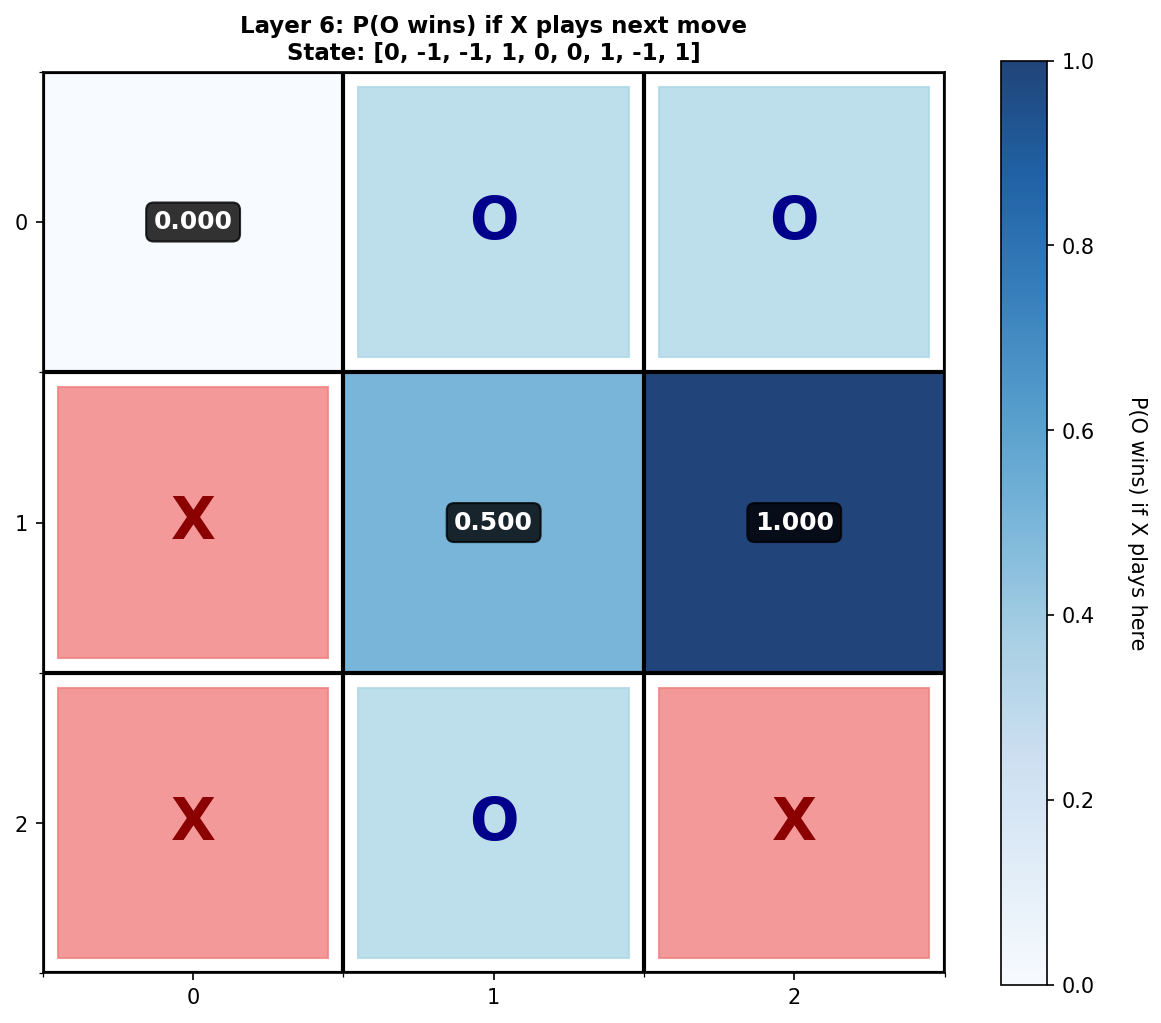 Layer 6: P(O wins) if X plays next move
State: [0, -1, -1, 1, 0, 0, 1, -1, 1]
0
0.000
O
O
1
X
0.500
1.000
2
X
O
X
0
1
2
1.0
0.8
0.6
0.4
0.2
0.0
P(O wins) if X plays here